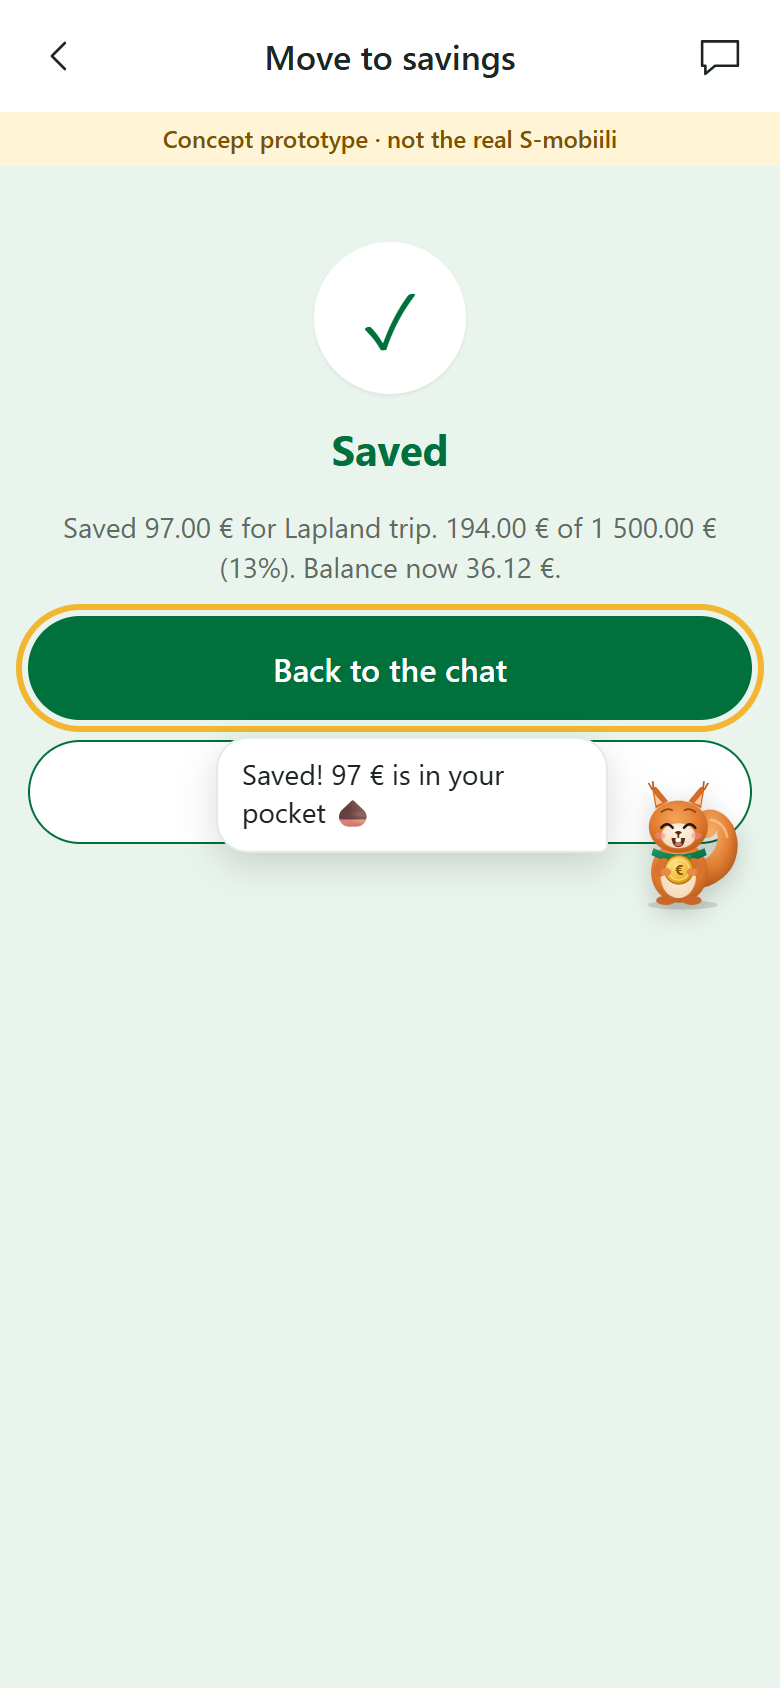 Move to savings
Concept prototype · not the real S-mobiili
Saved
Saved 97.00 € for Lapland trip. 194.00 € of 1 500.00 €
(13%). Balance now 36.12 €.
Back to the chat
Saved! 97 € is in your
pocket 🌰
€